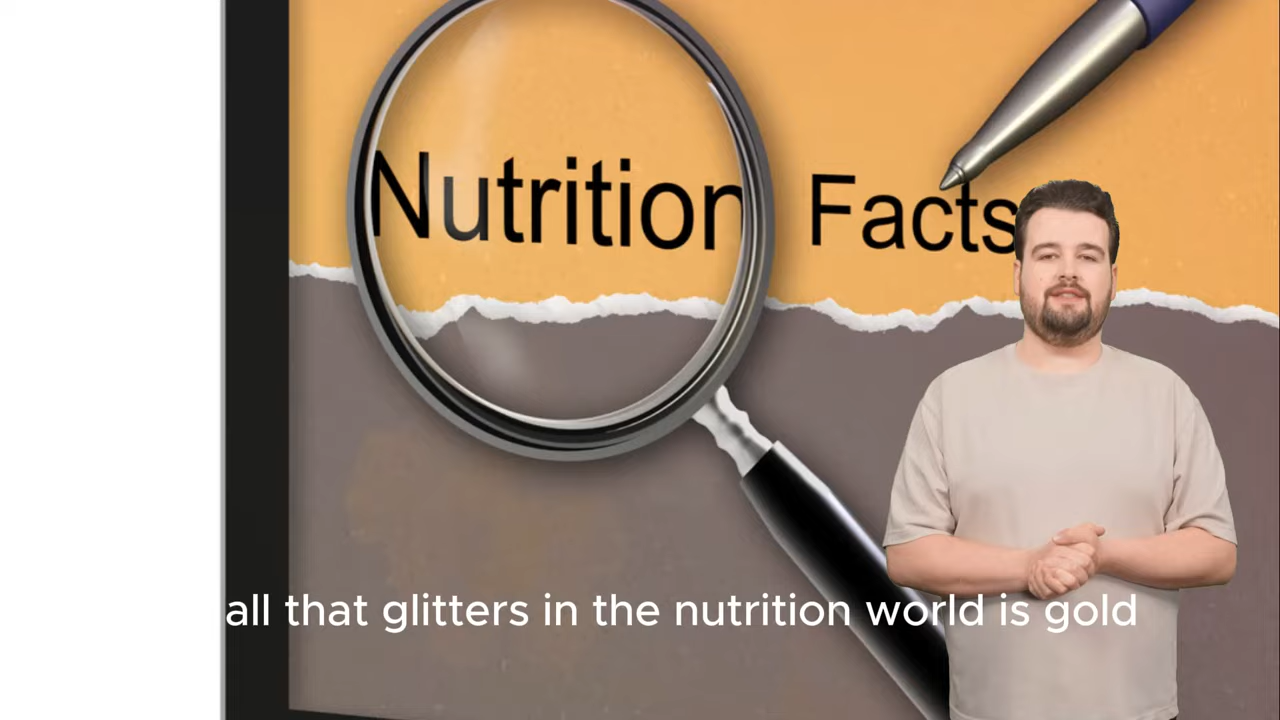 Nutrition Facts
all that glitters in the nutrition world is gold